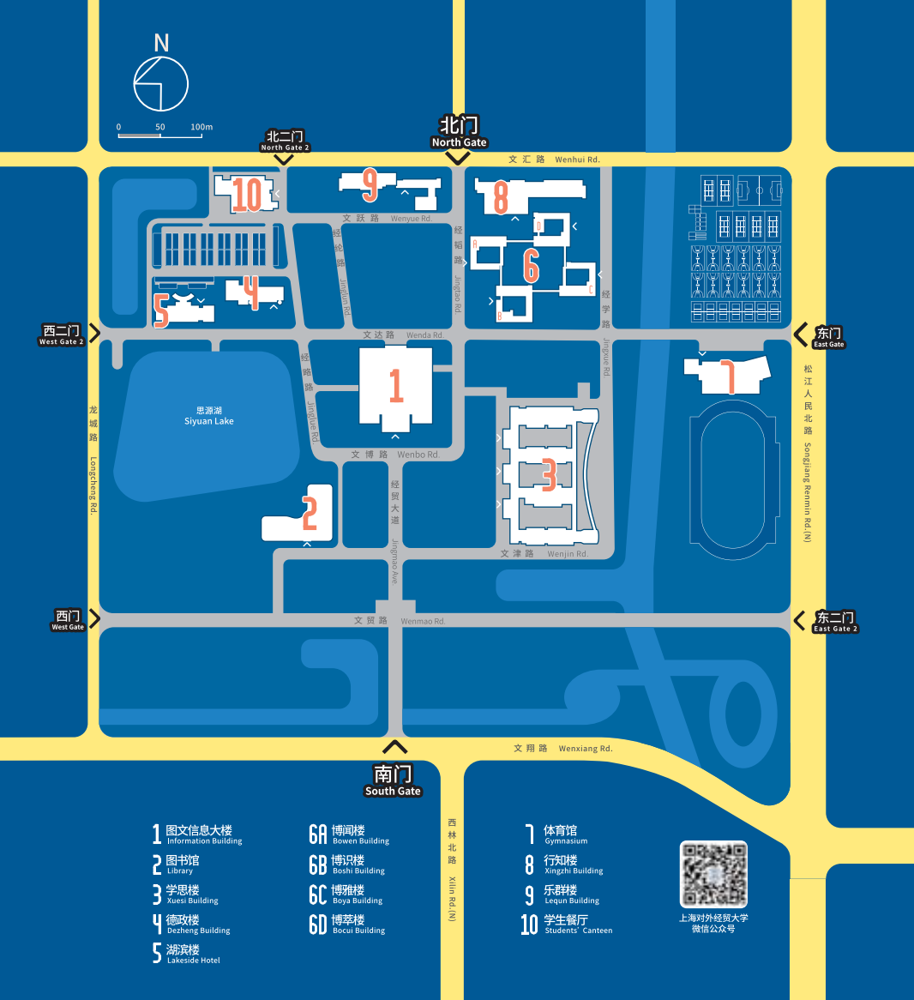 N
0 50 100m
北二门
North Gate 2
北门
North Gate
文汇路 Wenhui Rd.
10
9
8
文跃路 Wenyue Rd.
经纶路 Jinglun Rd.
经韬路 Jingtao Rd.
A
D
6
C
B
经学路 Jingxue Rd.
4
5
西二门
West Gate 2
文达路 Wenda Rd.
东门
East Gate
1
7
经略路 Jinglue Rd.
思源湖
Siyuan Lake
龙城路 Longcheng Rd.
松江人民北路 Songjiang Renmin Rd.(N)
文博路 Wenbo Rd.
3
2
经贸大道 Jingmao Ave.
文津路 Wenjin Rd.
西门
West Gate
文贸路 Wenmao Rd.
东二门
East Gate 2
文翔路 Wenxiang Rd.
南门
South Gate
西林北路 Xilin Rd.(N)
1 图文信息大楼
Information Building
2 图书馆
Library
3 学思楼
Xuesi Building
4 德政楼
Dezheng Building
5 湖滨楼
Lakeside Hotel
6A 博闻楼
Bowen Building
6B 博识楼
Boshi Building
6C 博雅楼
Boya Building
6D 博萃楼
Bocui Building
7 体育馆
Gymnasium
8 行知楼
Xingzhi Building
9 乐群楼
Lequn Building
10 学生餐厅
Students' Canteen
上海对外经贸大学
微信公众号